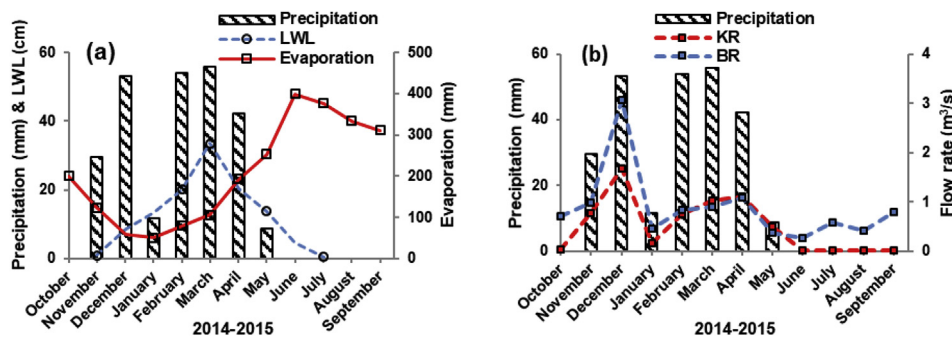 Precipitation
LWL
Evaporation
(a)
Precipitation (mm) & LWL (cm)
60
40
20
0
500
400
300
200
100
0
Evaporation (mm)
October
November
December
January
February
March
April
May
June
July
August
September
2014-2015
Precipitation
KR
BR
(b)
Precipitation (mm)
60
40
20
0
4
3
2
1
0
Flow rate (m³/s)
October
November
December
January
February
March
April
May
June
July
August
September
2014-2015